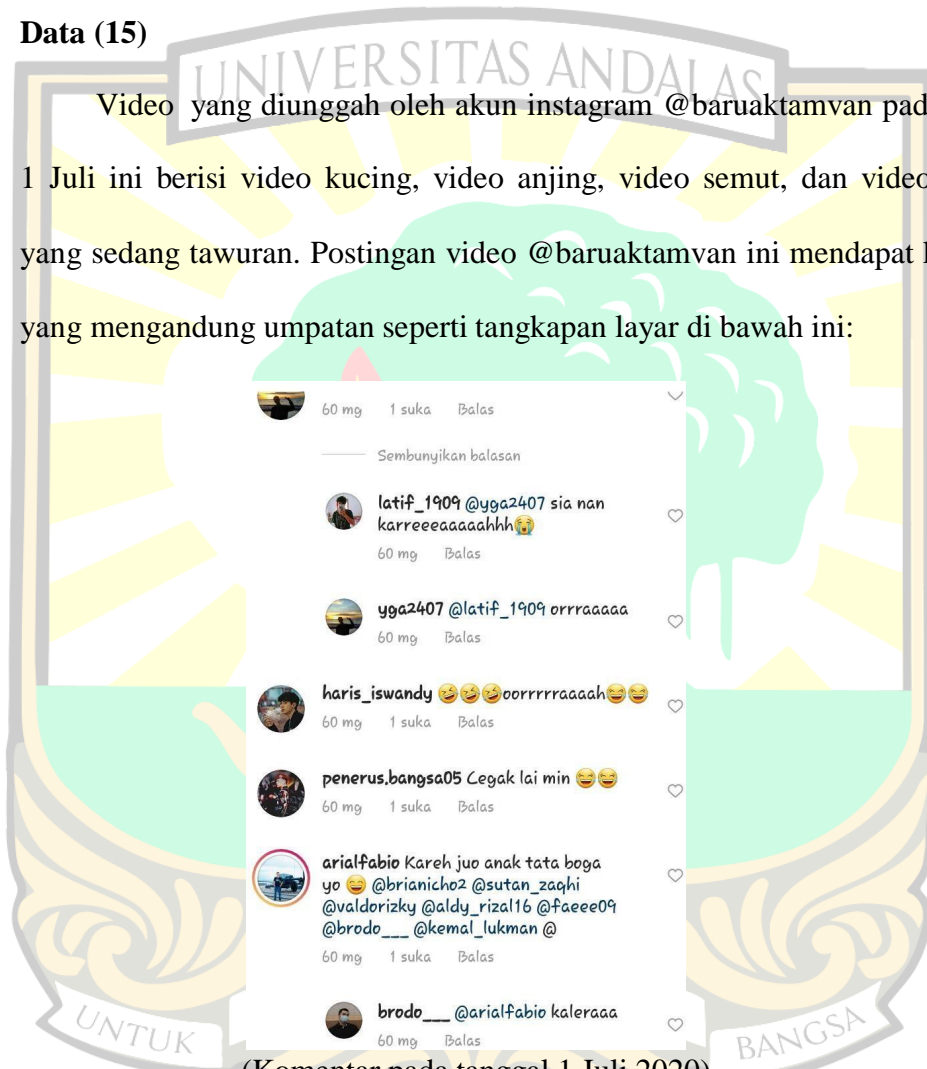 Data (15)
UNIVERSITAS ANDALAS
Video yang diunggah oleh akun instagram @baruaktamvan pad
1 Juli ini berisi video kucing, video anjing, video semut, dan video
yang sedang tawuran. Postingan video @baruaktamvan ini mendapat
yang mengandung umpatan seperti tangkapan layar di bawah ini:
60 mg 1 suka Balas
Sembunyikan balasan
latif_1909 @yga2407 sia nan
karreeeaaaaahhh😭
60 mg Balas
yga2407 @latif_1909 orrraaaaa
60 mg Balas
haris_iswandy 🤣🤣🤣oorrrrraaaah😂😂
60 mg 1 suka Balas
penerus.bangsa05 Cegak lai min 😂😂
60 mg 1 suka Balas
arialfabio Kareh juo anak tata boga
yo 😄 @brianicho2 @sutan_zaqhi
@valdorizky @aldy_rizal16 @faeee09
@brodo___ @kemal_lukman @
60 mg 1 suka Balas
brodo___ @arialfabio kaleraaa
60 mg Balas
UNTUK BANGSA
(Komentar pada tanggal 1 Juli 2020)